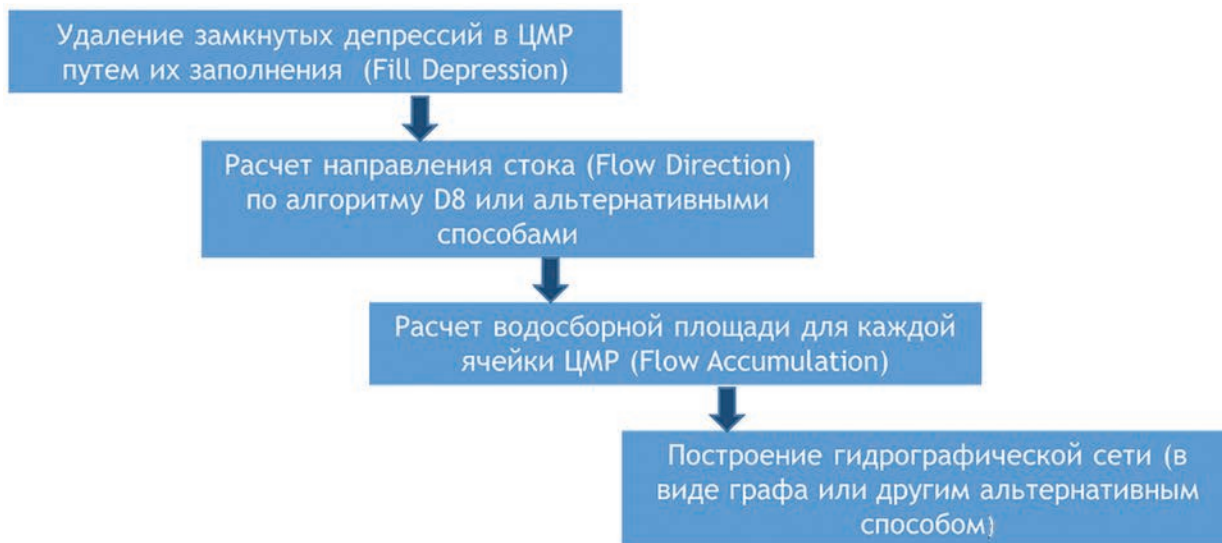 Удаление замкнутых депрессий в ЦМР
путем их заполнения (Fill Depression)
Расчет направления стока (Flow Direction)
по алгоритму D8 или альтернативными
способами
Расчет водосборной площади для каждой
ячейки ЦМР (Flow Accumulation)
Построение гидрографической сети (в
виде графа или другим альтернативным
способом)